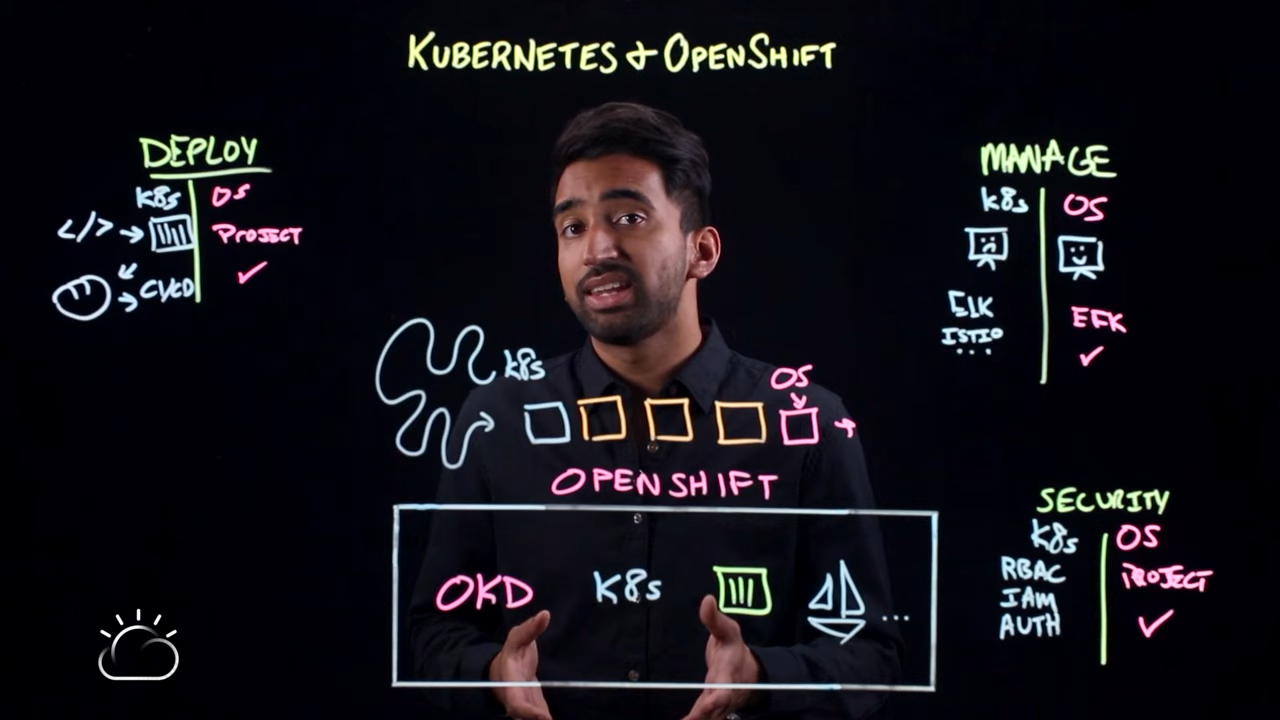 KUBERNETES & OPENSHIFT
DEPLOY
K8s OS
</> PROJECT
CI/CD
MANAGE
K8s OS
ELK EFK
ISTIO
...
K8s
OS
OPENSHIFT
OKD K8s ...
SECURITY
K8s OS
RBAC PROJECT
IAM
AUTH